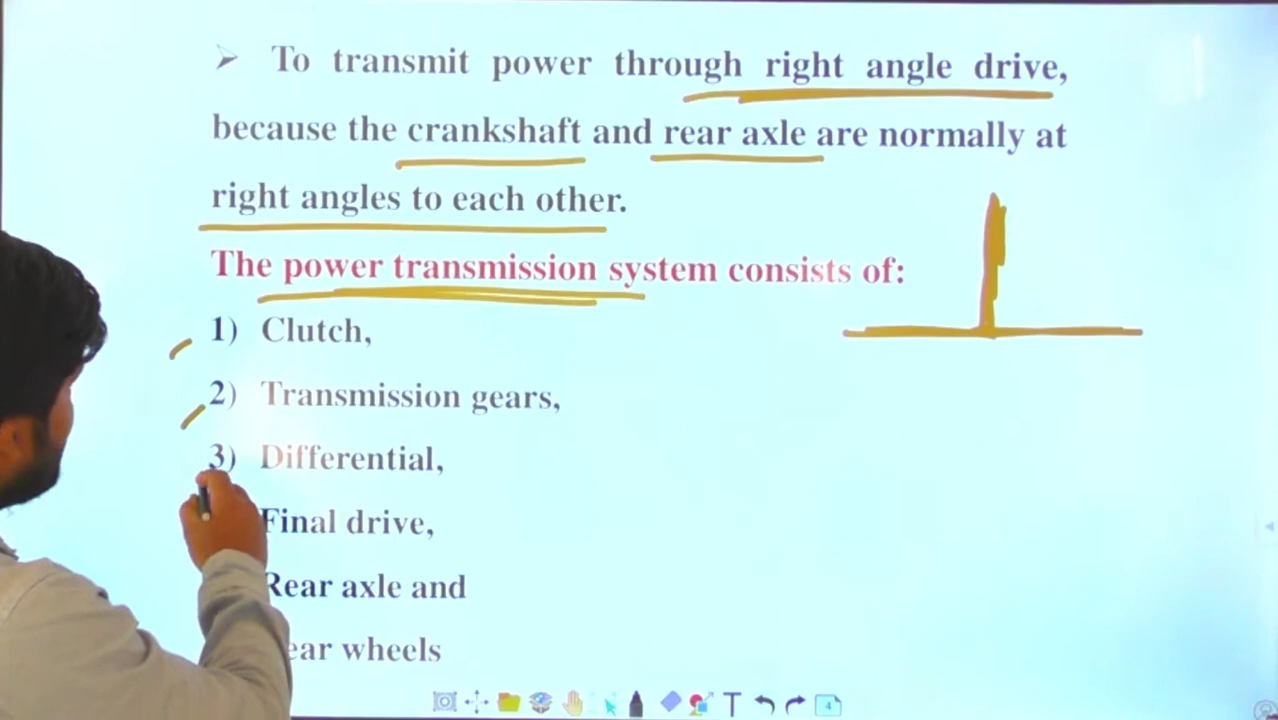 ➢ To transmit power through right angle drive,
because the crankshaft and rear axle are normally at
right angles to each other.
The power transmission system consists of:
1) Clutch,
2) Transmission gears,
3) Differential,
Final drive,
Rear axle and
ear wheels
T
4